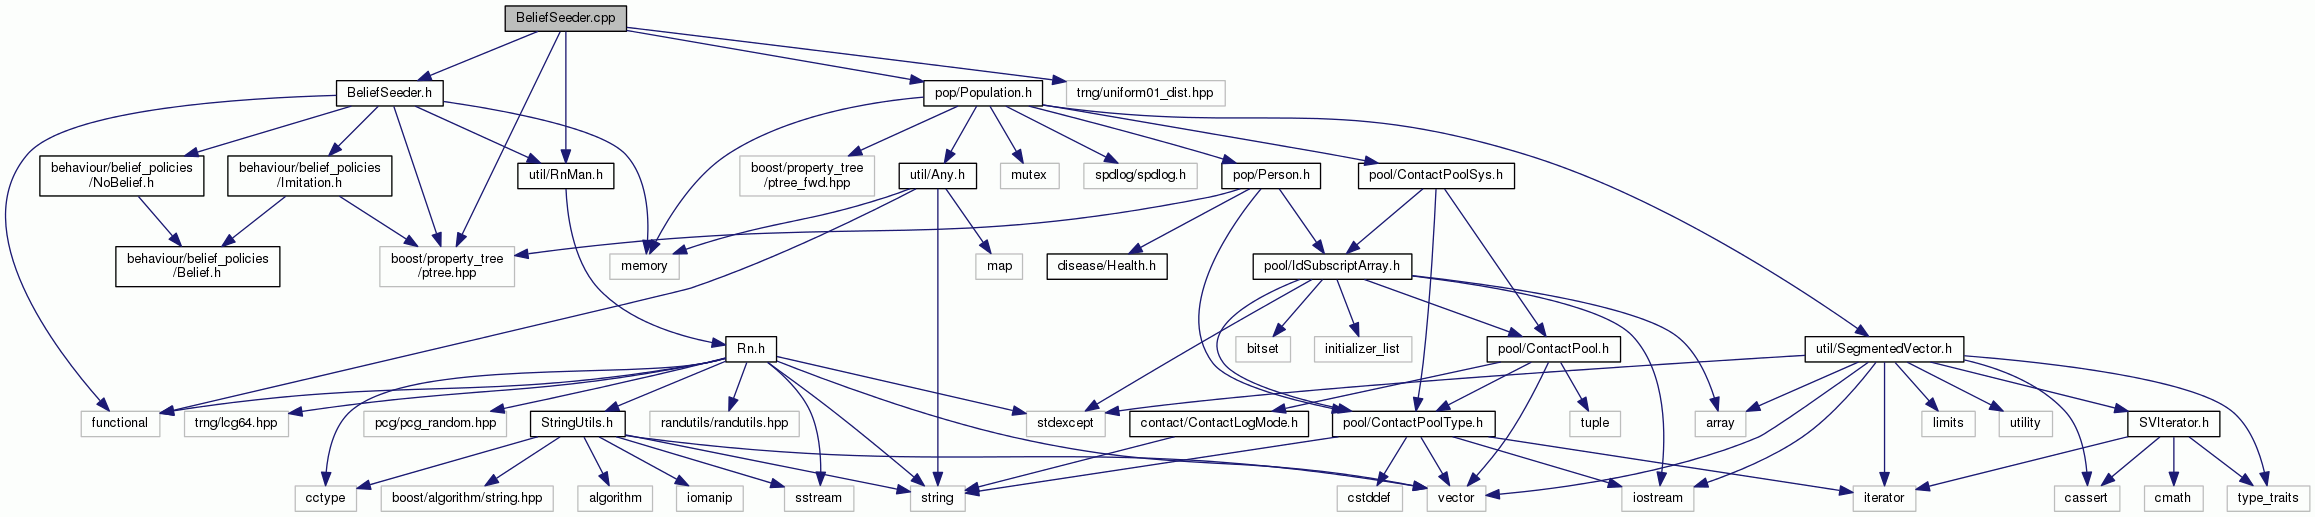 BeliefSeeder.cpp
BeliefSeeder.h
pop/Population.h
trng/uniform01_dist.hpp
behaviour/belief_policies
/NoBelief.h
behaviour/belief_policies
/Imitation.h
util/RnMan.h
boost/property_tree
/ptree_fwd.hpp
util/Any.h
mutex
spdlog/spdlog.h
pop/Person.h
pool/ContactPoolSys.h
behaviour/belief_policies
/Belief.h
boost/property_tree
/ptree.hpp
memory
map
disease/Health.h
pool/IdSubscriptArray.h
Rn.h
bitset
initializer_list
pool/ContactPool.h
util/SegmentedVector.h
functional
trng/lcg64.hpp
pcg/pcg_random.hpp
StringUtils.h
randutils/randutils.hpp
stdexcept
contact/ContactLogMode.h
pool/ContactPoolType.h
tuple
array
limits
utility
SVIterator.h
cctype
boost/algorithm/string.hpp
algorithm
iomanip
sstream
string
cstddef
vector
iostream
iterator
cassert
cmath
type_traits